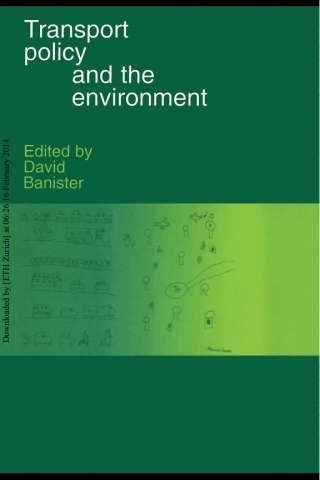 Transport
policy
and the
environment
Edited by
David
Banister
Downloaded by [ETH Zurich] at 06:26 16 February 2014